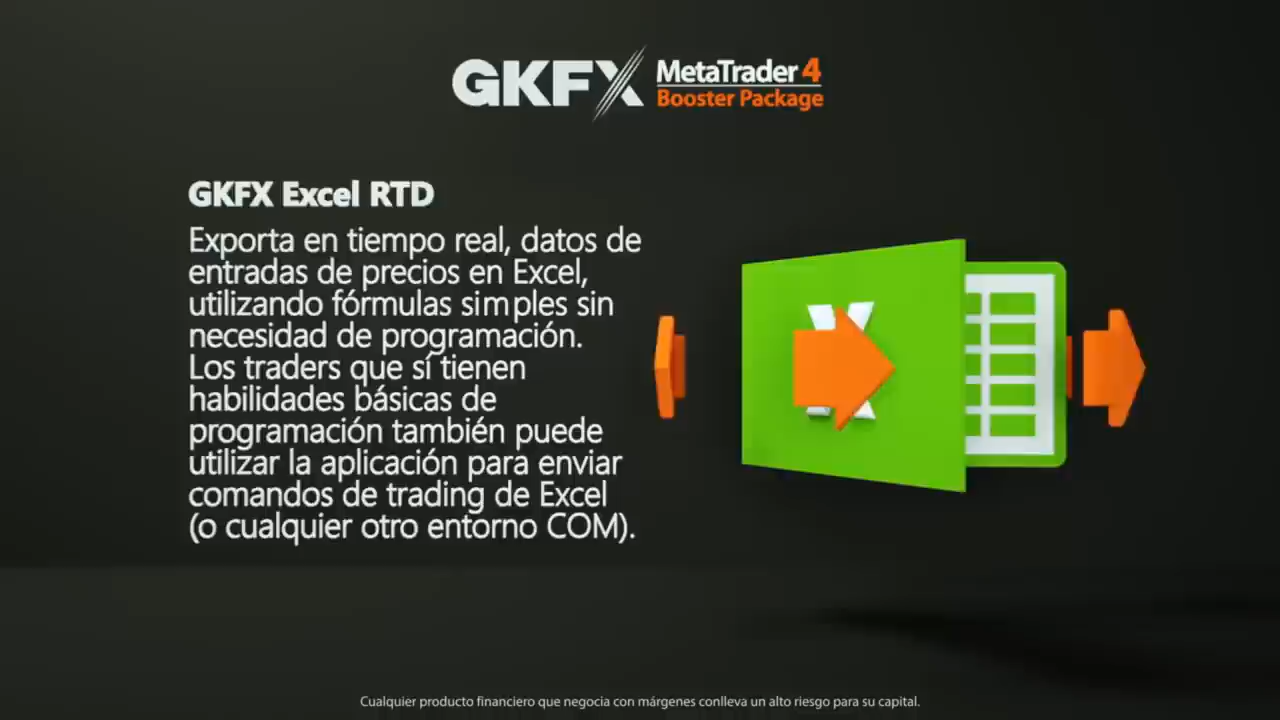 GKFX MetaTrader 4
Booster Package
GKFX Excel RTD
Exporta en tiempo real, datos de
entradas de precios en Excel,
utilizando fórmulas simples sin
necesidad de programación.
Los traders que sí tienen
habilidades básicas de
programación también puede
utilizar la aplicación para enviar
comandos de trading de Excel
(o cualquier otro entorno COM).
X
Cualquier producto financiero que negocia con márgenes conlleva un alto riesgo para su capital.